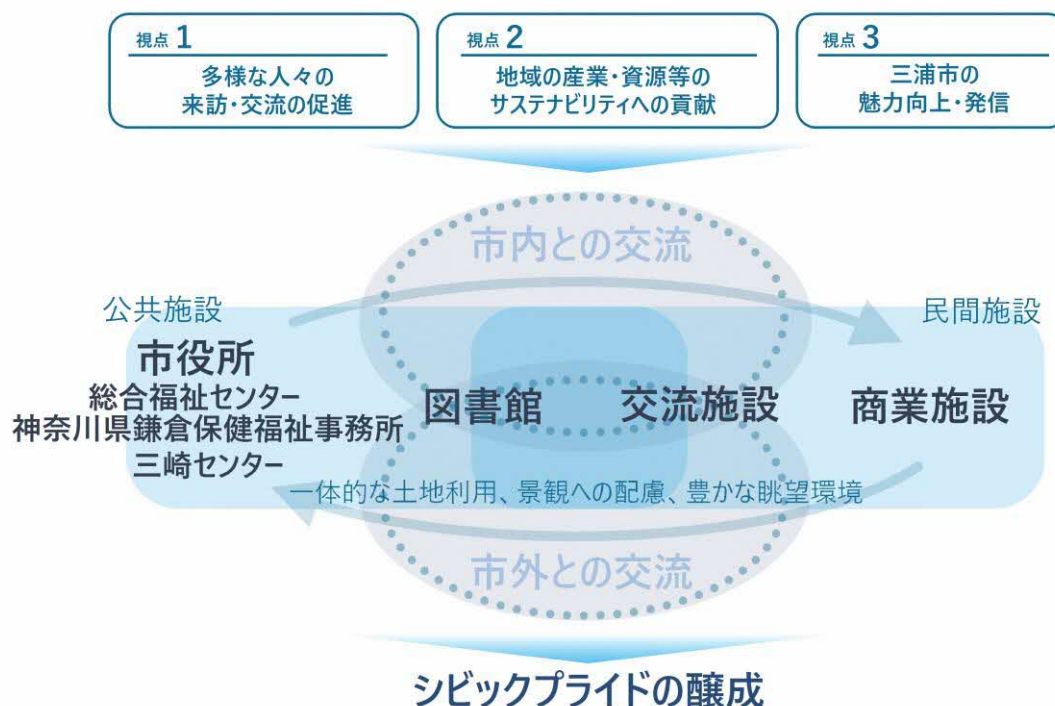 視点 1
多様な人々の
来訪・交流の促進
視点 2
地域の産業・資源等の
サステナビリティへの貢献
視点 3
三浦市の
魅力向上・発信
市内との交流
公共施設
民間施設
市役所
総合福祉センター
神奈川県鎌倉保健福祉事務所
三崎センター
図書館
交流施設
商業施設
一体的な土地利用、景観への配慮、豊かな眺望環境
市外との交流
シビックプライドの醸成